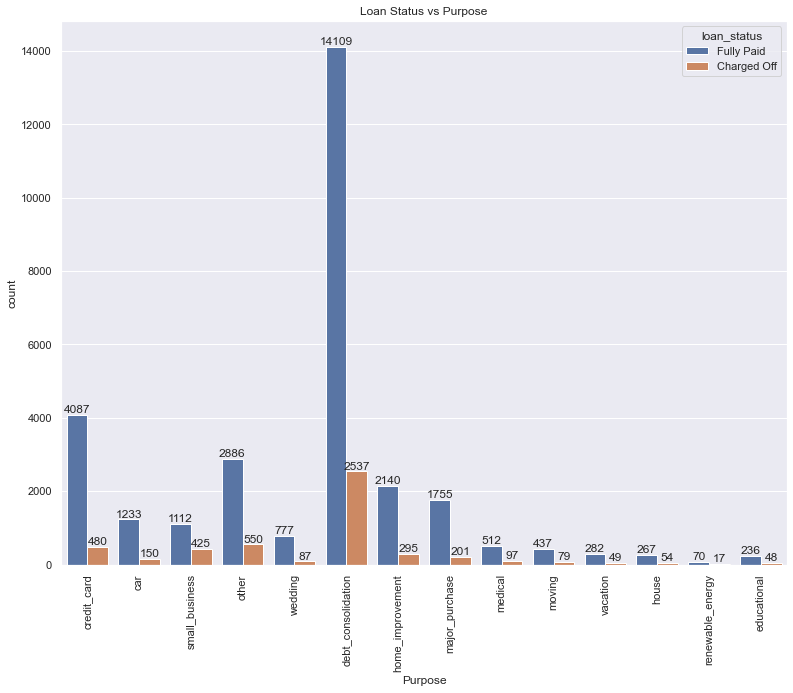 Loan Status vs Purpose
loan_status
Fully Paid
Charged Off
count
14000
12000
10000
8000
6000
4000
2000
0
4087
480
1233
150
1112
425
2886
550
777
87
14109
2537
2140
295
1755
201
512
97
437
79
282
49
267
54
70
17
236
48
credit_card
car
small_business
other
wedding
debt_consolidation
home_improvement
major_purchase
medical
moving
vacation
house
renewable_energy
educational
Purpose